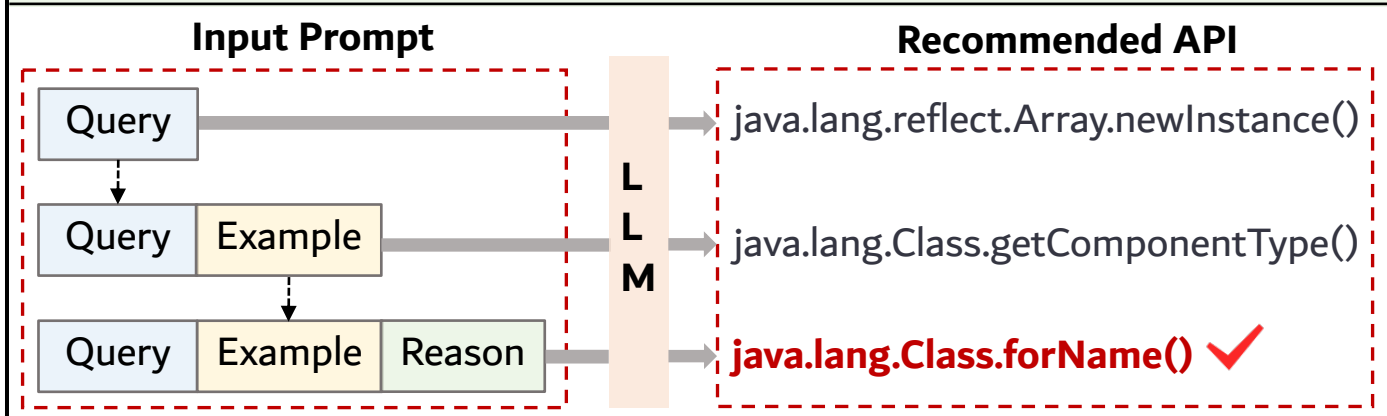 Input Prompt
Recommended API
Query
java.lang.reflect.Array.newInstance()
Query Example
java.lang.Class.getComponentType()
Query Example Reason
java.lang.Class.forName()
L
L
M